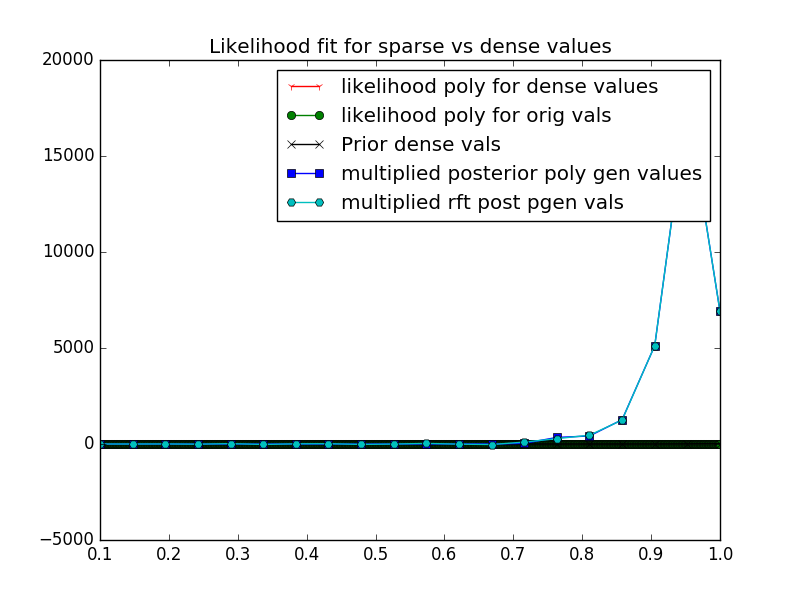 Likelihood fit for sparse vs dense values
20000
15000
10000
5000
0
−5000
likelihood poly for dense values
likelihood poly for orig vals
Prior dense vals
multiplied posterior poly gen values
multiplied rft post pgen vals
0.1 0.2 0.3 0.4 0.5 0.6 0.7 0.8 0.9 1.0